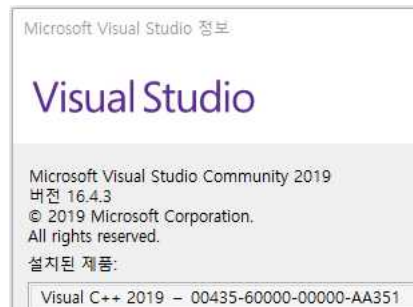 Microsoft Visual Studio 정보
Visual Studio
Microsoft Visual Studio Community 2019
버전 16.4.3
© 2019 Microsoft Corporation.
All rights reserved.
설치된 제품:
Visual C++ 2019 – 00435-60000-00000-AA351